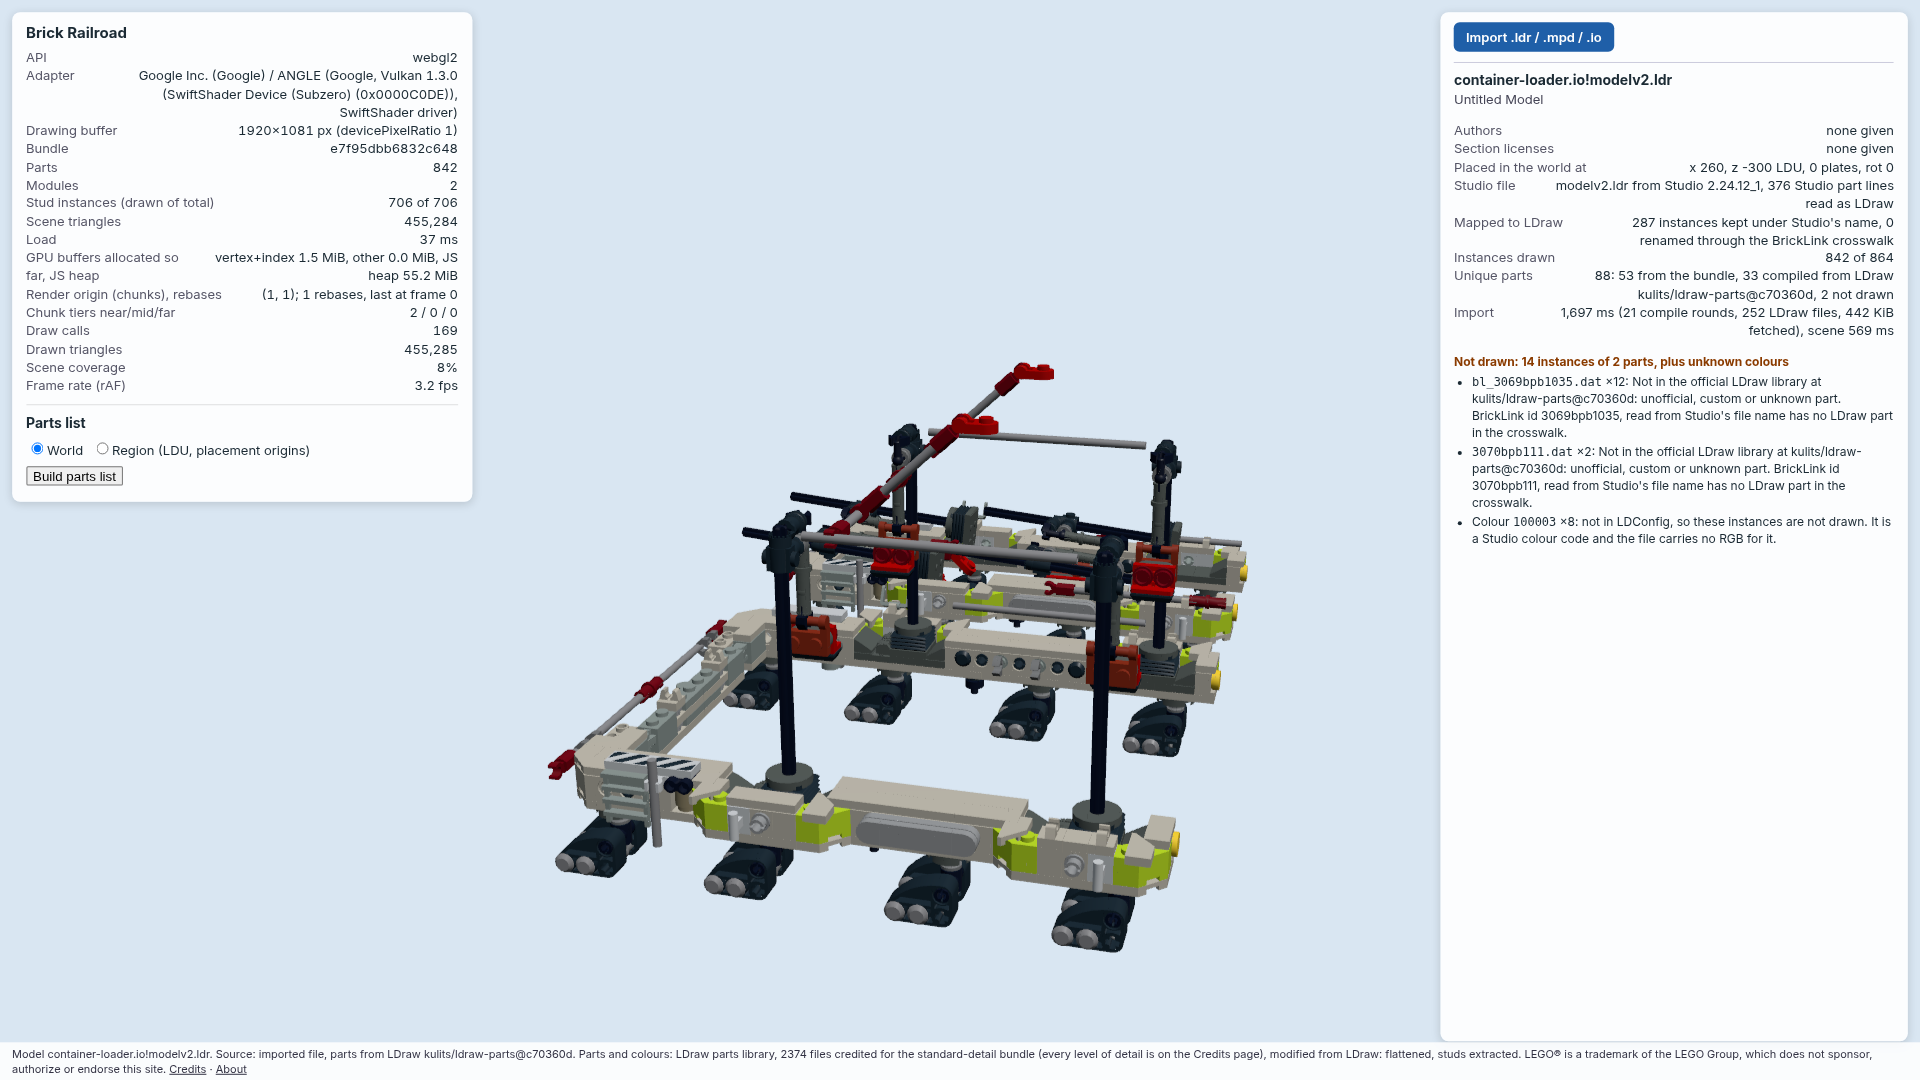 Brick Railroad
API webgl2
Adapter Google Inc. (Google) / ANGLE (Google, Vulkan 1.3.0
(SwiftShader Device (Subzero) (0x0000C0DE)),
SwiftShader driver)
Drawing buffer 1920×1081 px (devicePixelRatio 1)
Bundle e7f95dbb6832c648
Parts 842
Modules 2
Stud instances (drawn of total) 706 of 706
Scene triangles 455,284
Load 37 ms
GPU buffers allocated so vertex+index 1.5 MiB, other 0.0 MiB, JS
far, JS heap heap 55.2 MiB
Render origin (chunks), rebases (1, 1); 1 rebases, last at frame 0
Chunk tiers near/mid/far 2 / 0 / 0
Draw calls 169
Drawn triangles 455,285
Scene coverage 8%
Frame rate (rAF) 3.2 fps
Parts list
World Region (LDU, placement origins)
Build parts list
Import .ldr / .mpd / .io
container-loader.io!modelv2.ldr
Untitled Model
Authors none given
Section licenses none given
Placed in the world at x 260, z -300 LDU, 0 plates, rot 0
Studio file modelv2.ldr from Studio 2.24.12_1, 376 Studio part lines
read as LDraw
Mapped to LDraw 287 instances kept under Studio's name, 0
renamed through the BrickLink crosswalk
Instances drawn 842 of 864
Unique parts 88: 53 from the bundle, 33 compiled from LDraw
kulits/ldraw-parts@c70360d, 2 not drawn
Import 1,697 ms (21 compile rounds, 252 LDraw files, 442 KiB
fetched), scene 569 ms
Not drawn: 14 instances of 2 parts, plus unknown colours
• bl_3069bpb1035.dat ×12: Not in the official LDraw library at
kulits/ldraw-parts@c70360d: unofficial, custom or unknown part.
BrickLink id 3069bpb1035, read from Studio's file name has no LDraw part
in the crosswalk.
• 3070bpb111.dat ×2: Not in the official LDraw library at kulits/ldraw-
parts@c70360d: unofficial, custom or unknown part. BrickLink id
3070bpb111, read from Studio's file name has no LDraw part in the
crosswalk.
• Colour 100003 ×8: not in LDConfig, so these instances are not drawn. It is
a Studio colour code and the file carries no RGB for it.
Model container-loader.io!modelv2.ldr. Source: imported file, parts from LDraw kulits/ldraw-parts@c70360d. Parts and colours: LDraw parts library, 2374 files credited for the standard-detail bundle (every level of detail is on the Credits page), modified from LDraw: flattened, studs extracted. LEGO® is a trademark of the LEGO Group, which does not sponsor,
authorize or endorse this site. Credits · About